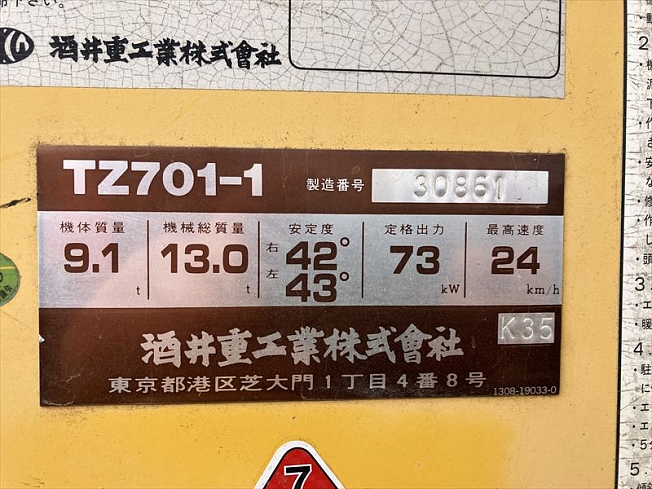 酒井重工業株式會社
TZ701-1 製造番号 30861
機体質量 機械総質量 安定度 定格出力 最高速度
9.1 t 13.0 t 右 42° 左 43° 73 kW 24 km/h
酒井重工業株式會社 K35
東京都港区芝大門1丁目4番8号 1308-19033-0
7
2
3
4
5